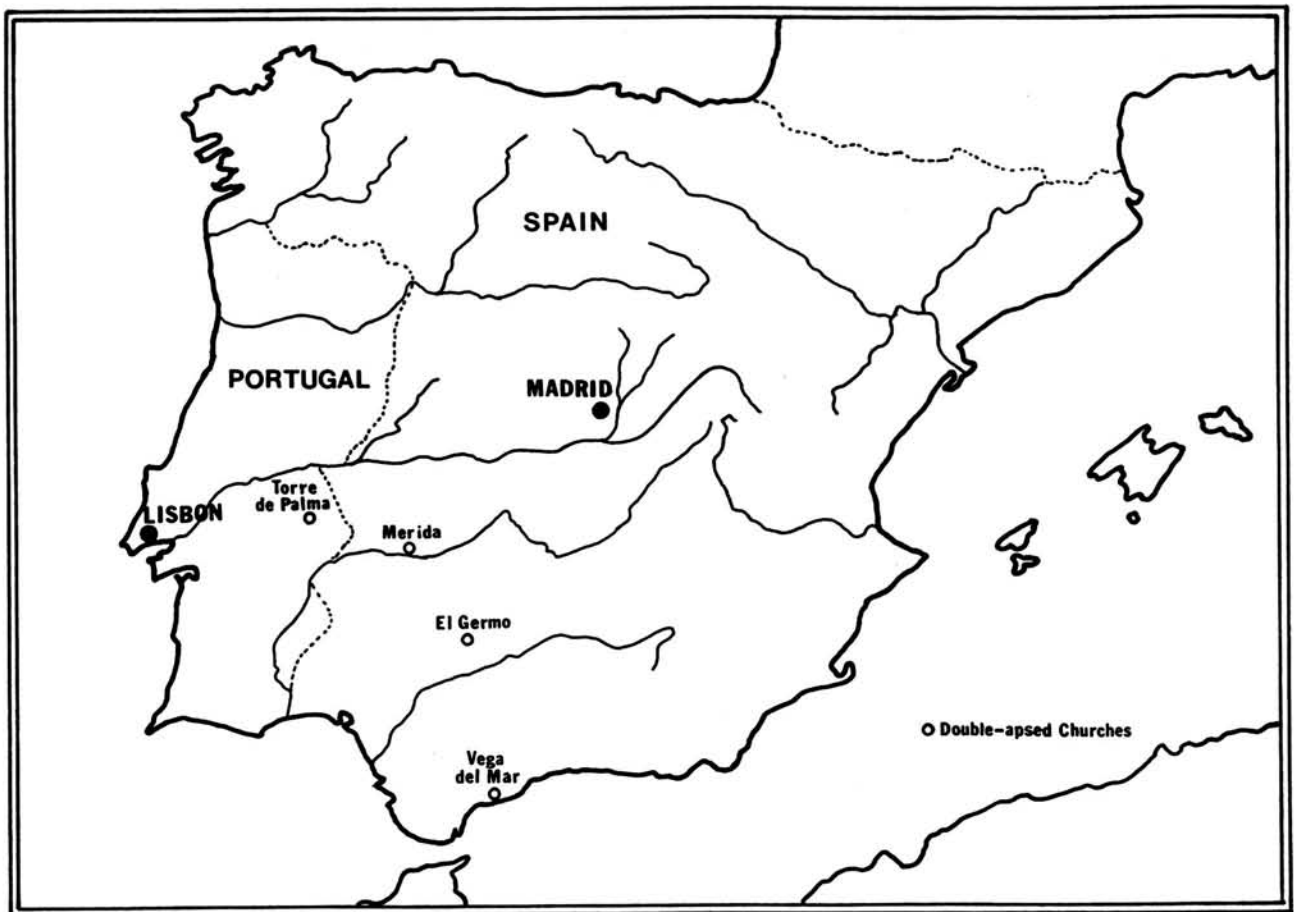 SPAIN
PORTUGAL
MADRID
LISBON
Torre
de Palma
Merida
El Germo
Vega
del Mar
Double-apsed Churches